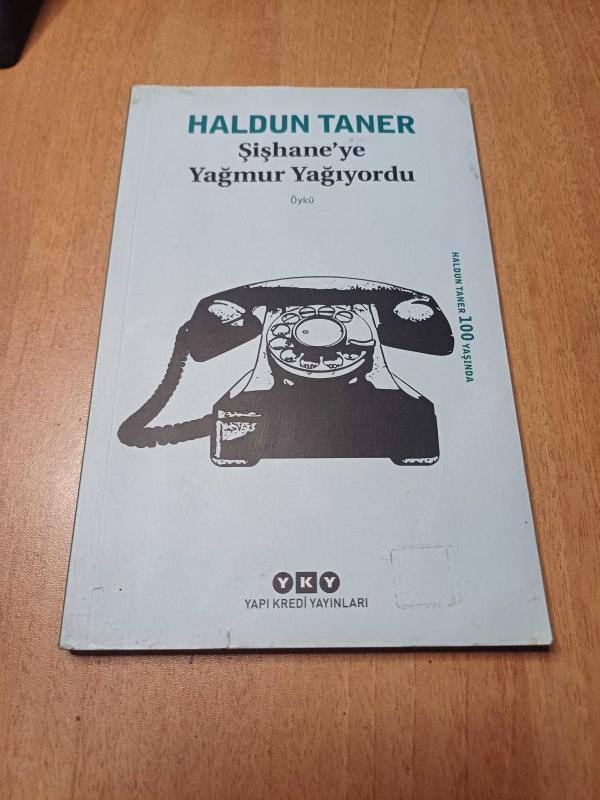 HALDUN TANER
Şişhane'ye
Yağmur Yağıyordu
Öykü
HALDUN TANER 100 YAŞINDA
YKY
YAPI KREDİ YAYINLARI